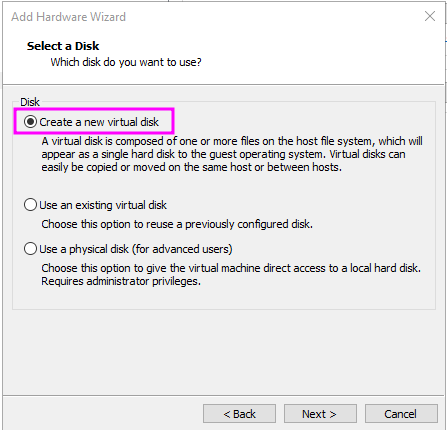 Add Hardware Wizard
Select a Disk
Which disk do you want to use?
Disk
Create a new virtual disk
A virtual disk is composed of one or more files on the host file system, which will
appear as a single hard disk to the guest operating system. Virtual disks can
easily be copied or moved on the same host or between hosts.
Use an existing virtual disk
Choose this option to reuse a previously configured disk.
Use a physical disk (for advanced users)
Choose this option to give the virtual machine direct access to a local hard disk.
Requires administrator privileges.
< Back Next > Cancel